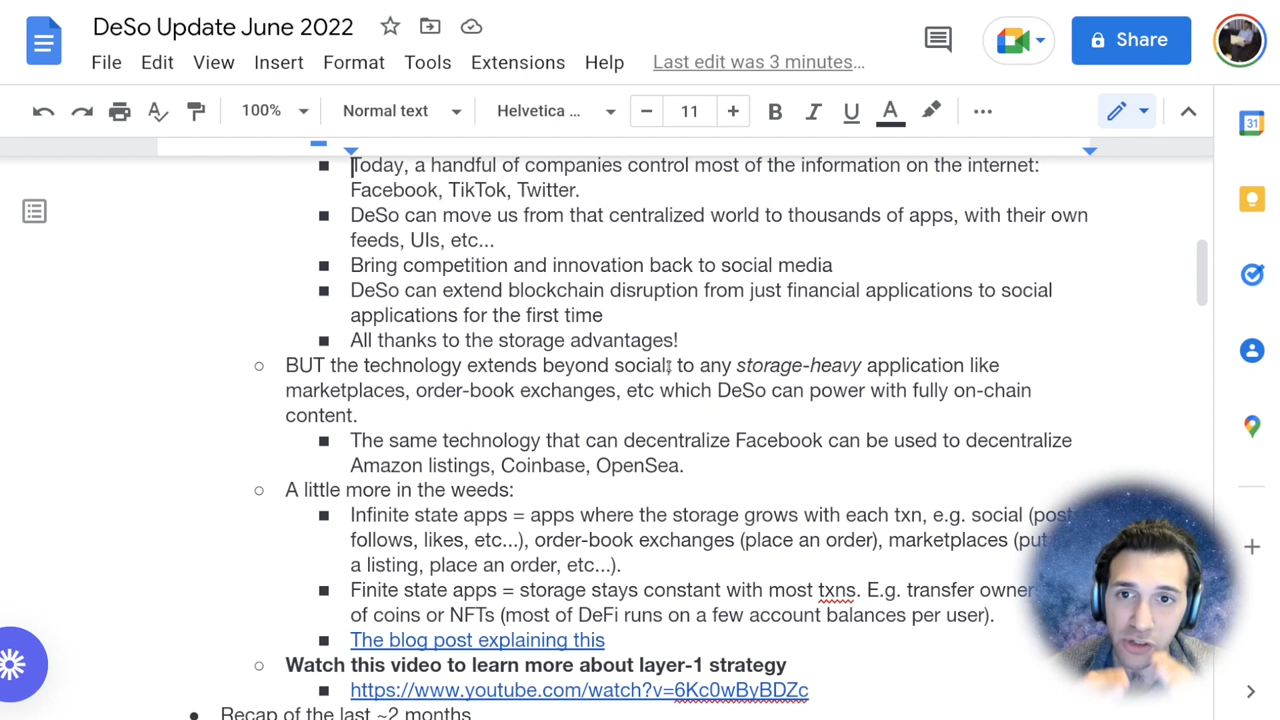 DeSo Update June 2022
File Edit View Insert Format Tools Extensions Help Last edit was 3 minutes…
Share
100% Normal text Helvetica ... 11 B I U A
31
Today, a handful of companies control most of the information on the internet:
Facebook, TikTok, Twitter.
DeSo can move us from that centralized world to thousands of apps, with their own
feeds, UIs, etc...
Bring competition and innovation back to social media
DeSo can extend blockchain disruption from just financial applications to social
applications for the first time
All thanks to the storage advantages!
BUT the technology extends beyond social, to any storage-heavy application like
marketplaces, order-book exchanges, etc which DeSo can power with fully on-chain
content.
The same technology that can decentralize Facebook can be used to decentralize
Amazon listings, Coinbase, OpenSea.
A little more in the weeds:
Infinite state apps = apps where the storage grows with each txn, e.g. social (post
follows, likes, etc...), order-book exchanges (place an order), marketplaces (put
a listing, place an order, etc...).
Finite state apps = storage stays constant with most txns. E.g. transfer owner
of coins or NFTs (most of DeFi runs on a few account balances per user).
The blog post explaining this
Watch this video to learn more about layer-1 strategy
https://www.youtube.com/watch?v=6Kc0wByBDZc
Recap of the last ~2 months